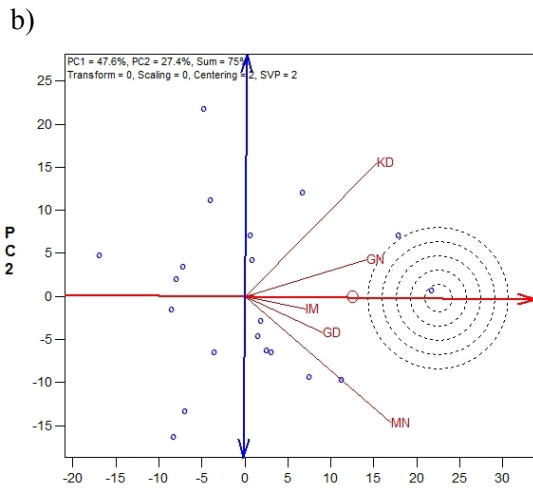 b)
PC1 = 47.6%, PC2 = 27.4%, Sum = 75%
Transform = 0, Scaling = 0, Centering = 2, SVP = 2
25
20
15
10
5
0
-5
-10
-15
PC2
KD
GN
IM
GD
MN
-20 -15 -10 -5 0 5 10 15 20 25 30